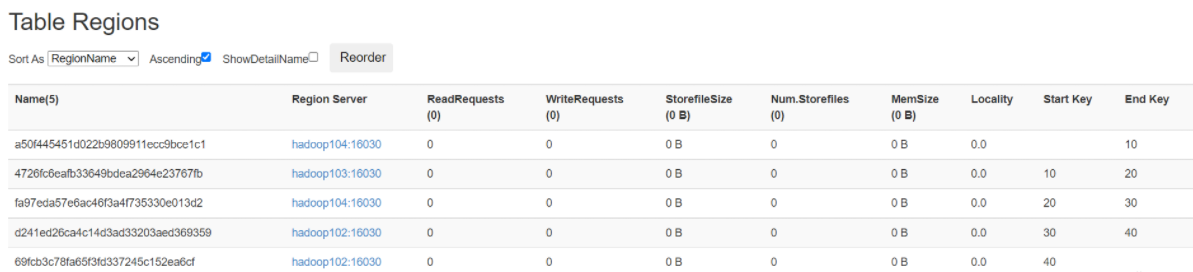 Table Regions
Sort As RegionName Ascending ShowDetailName Reorder
Name(5) Region Server ReadRequests (0) WriteRequests (0) StorefileSize (0 B) Num.Storefiles (0) MemSize (0 B) Locality Start Key End Key
a50f445451d022b9809911ecc9bce1c1 hadoop104:16030 0 0 0 B 0 0 B 0.0 10
4726fc6eafb33649bdea2964e23767fb hadoop103:16030 0 0 0 B 0 0 B 0.0 10 20
fa97eda57e6ac46f3a4f735330e013d2 hadoop104:16030 0 0 0 B 0 0 B 0.0 20 30
d241ed26ca4c14d3ad33203aed369359 hadoop102:16030 0 0 0 B 0 0 B 0.0 30 40
69fcb3c78fa65f3fd337245c152ea6cf hadoop102:16030 0 0 0 B 0 0 B 0.0 40